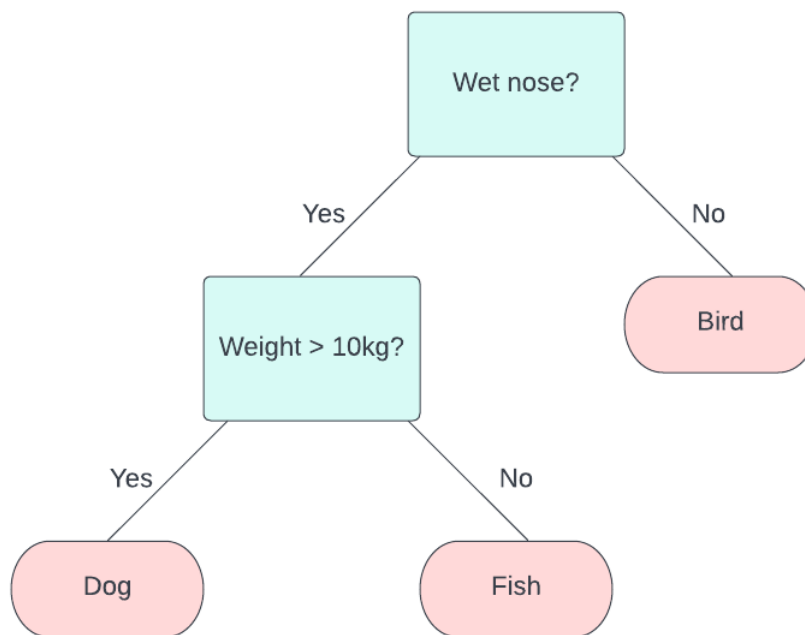 Wet nose?
Yes
No
Bird
Weight > 10kg?
Yes
No
Dog
Fish